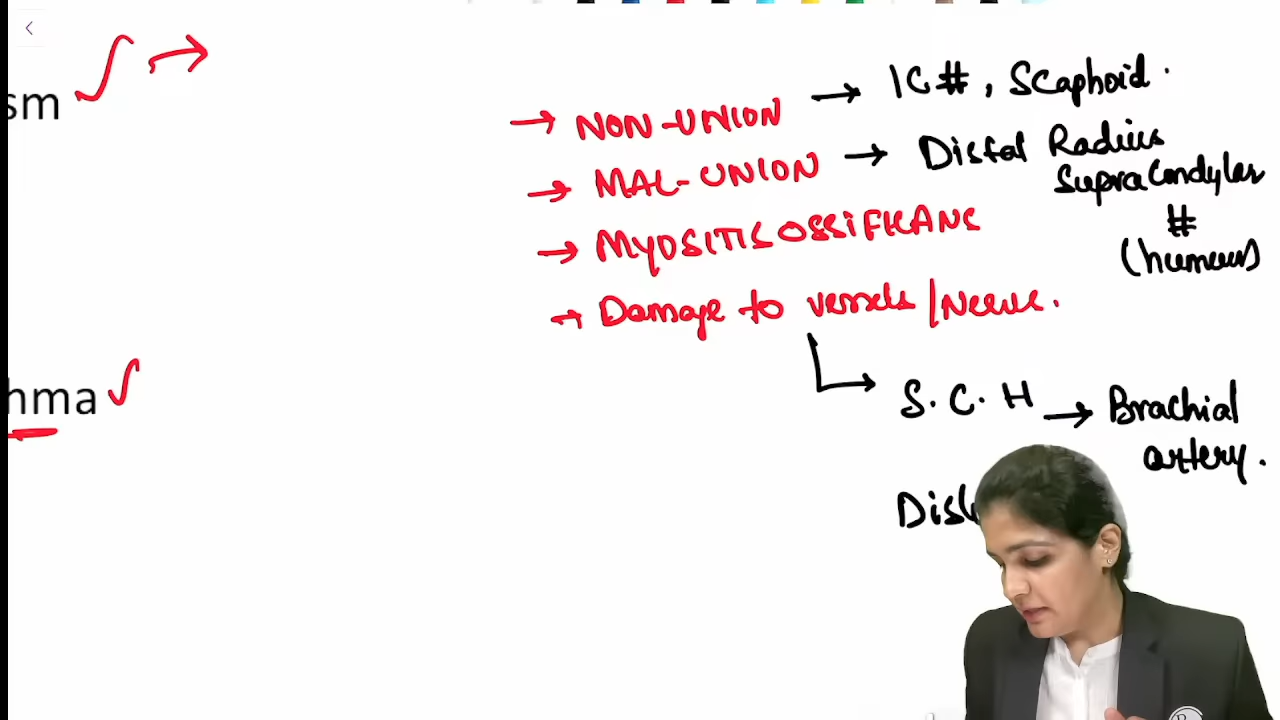 sm
→ NON-UNION → IC#, Scaphoid.
→ MAL-UNION → Distal Radius
Supracondylar
#
(humerus)
→ MYOSITIS OSSIFICANS
→ Damage to vessels/Nerve.
hma
S.C.H → Brachial
artery.